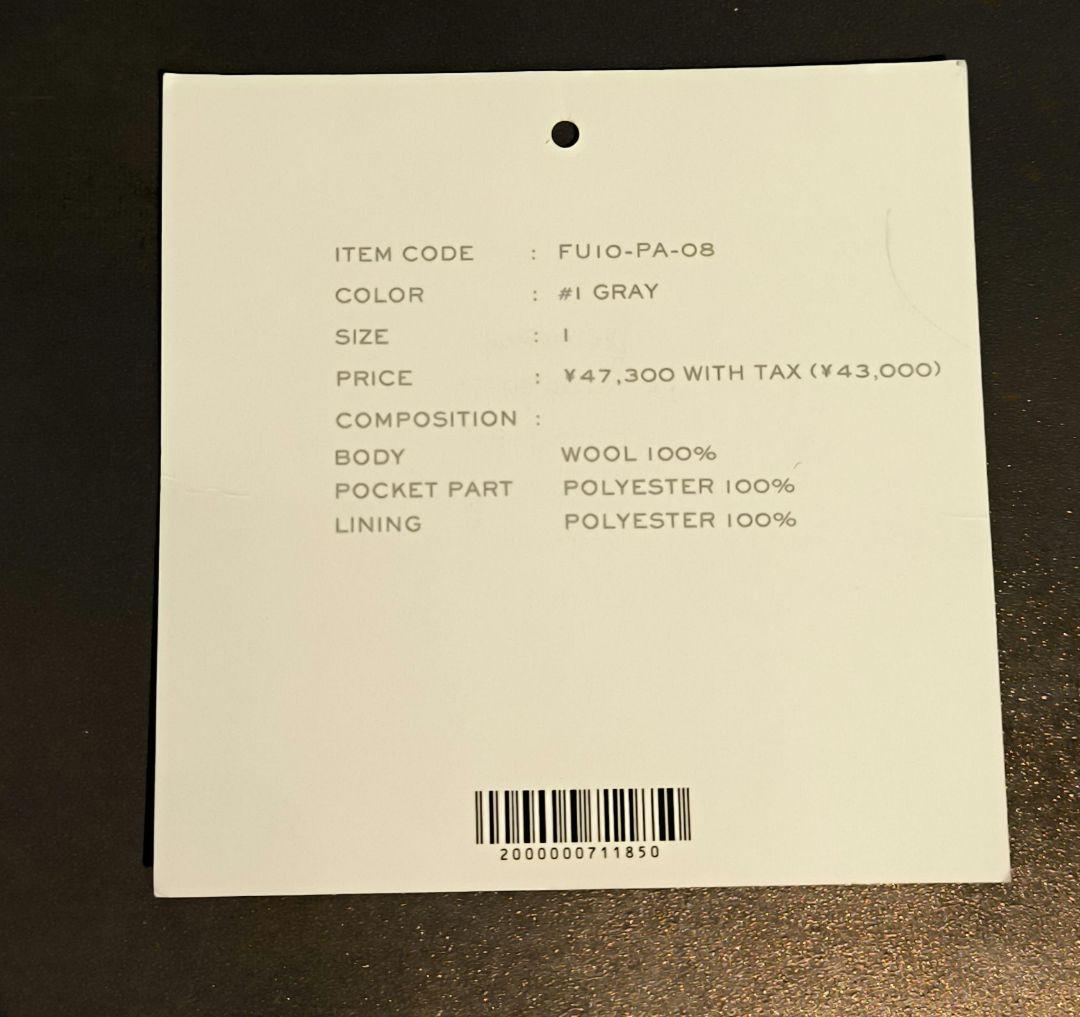 ITEM CODE : FU10-PA-08
COLOR : #1 GRAY
SIZE : 1
PRICE : ¥47,300 WITH TAX (¥43,000)
COMPOSITION :
BODY WOOL 100%
POCKET PART POLYESTER 100%
LINING POLYESTER 100%
2000000711850